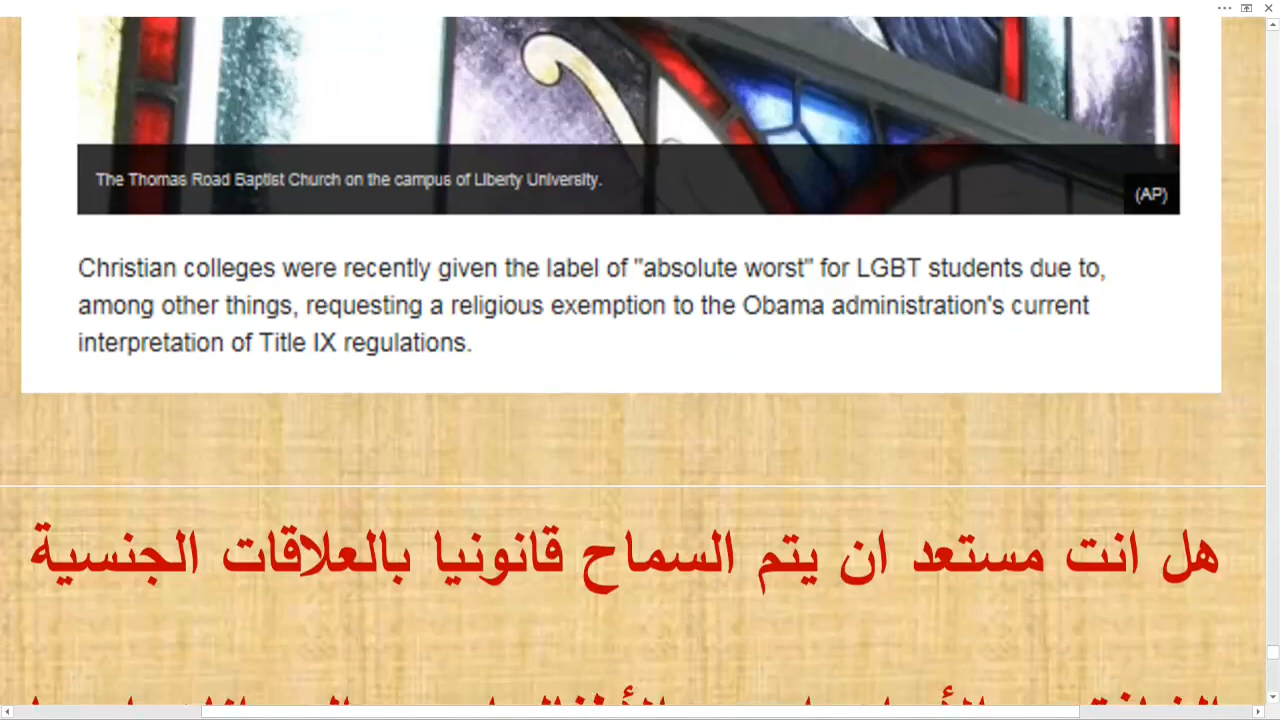 The Thomas Road Baptist Church on the campus of Liberty University.
(AP)
Christian colleges were recently given the label of "absolute worst" for LGBT students due to,
among other things, requesting a religious exemption to the Obama administration's current
interpretation of Title IX regulations.
هل انت مستعد ان يتم السماح قانونيا بالعلاقات الجنسية